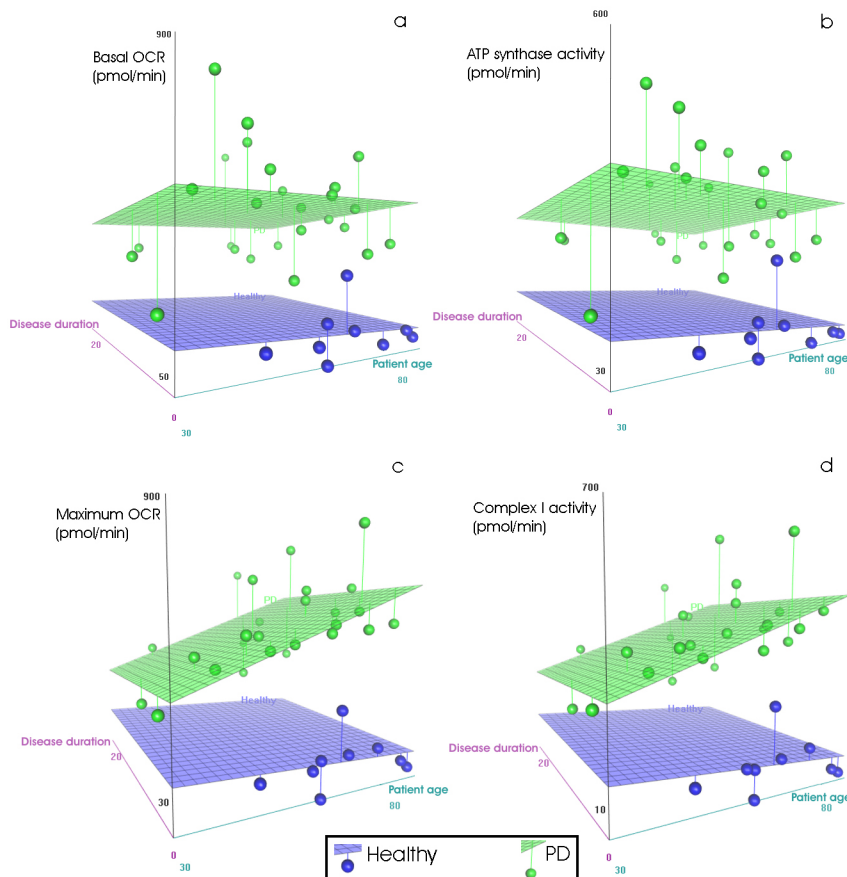 a
900
Basal OCR
(pmol/min)
PD
Healthy
Disease duration
20
50
Patient age
80
0
30
b
600
ATP synthase activity
(pmol/min)
PD
Healthy
Disease duration
20
30
Patient age
80
0
30
c
900
Maximum OCR
(pmol/min)
PD
Healthy
Disease duration
20
30
Patient age
80
0
30
d
700
Complex I activity
(pmol/min)
PD
Healthy
Disease duration
20
10
Patient age
80
0
30
Healthy PD